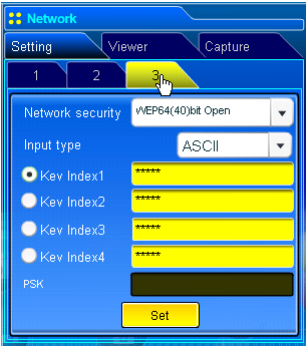 Network
Setting Viewer Capture
1 2 3
Network security WEP64(40)bit Open
Input type ASCII
Key Index1 *****
Key Index2 *****
Key Index3 *****
Key Index4 *****
PSK
Set